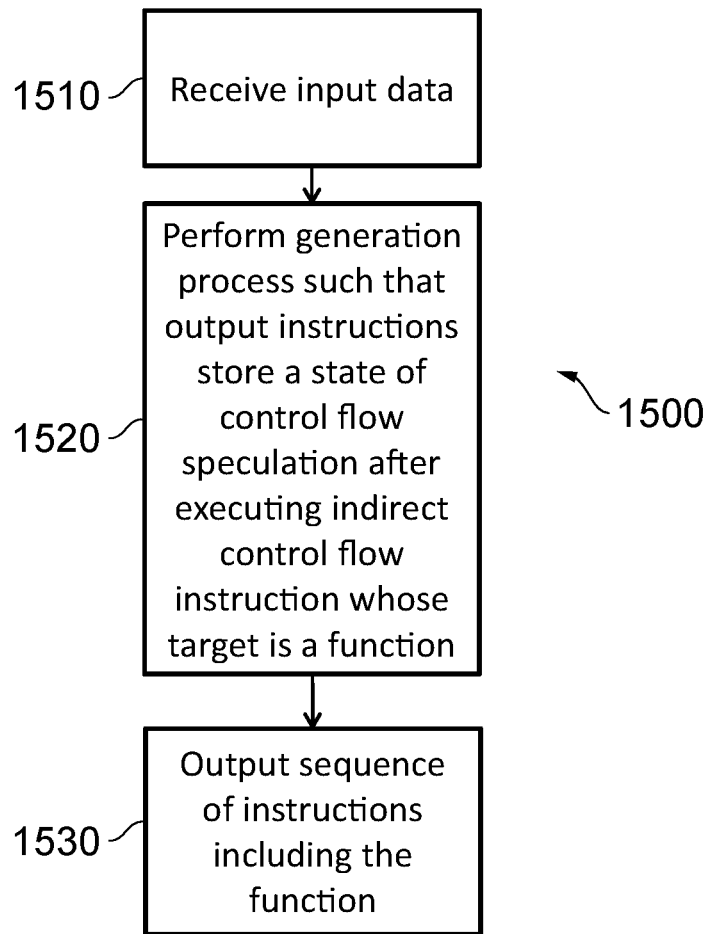 1510
Receive input data
Perform generation
process such that
output instructions
store a state of
control flow
speculation after
executing indirect
control flow
instruction whose
target is a function
1520
1500
Output sequence
of instructions
including the
function
1530